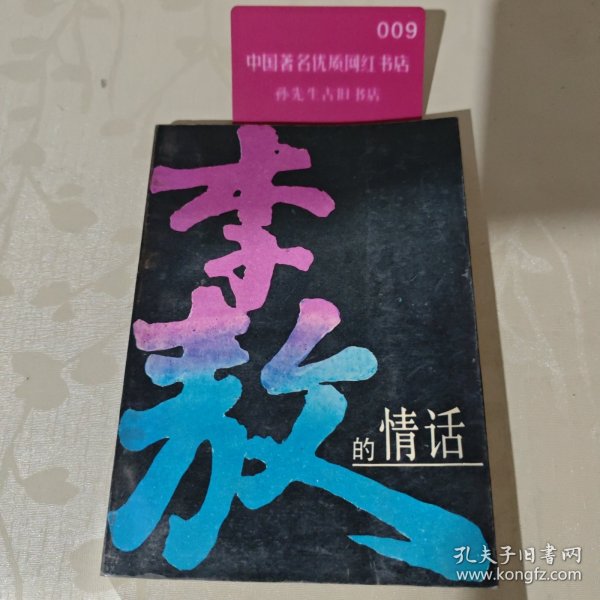 009
中国著名优质网红书店
孙先生古旧书店
李敖
的情话
孔夫子旧书网
www.kongfz.com